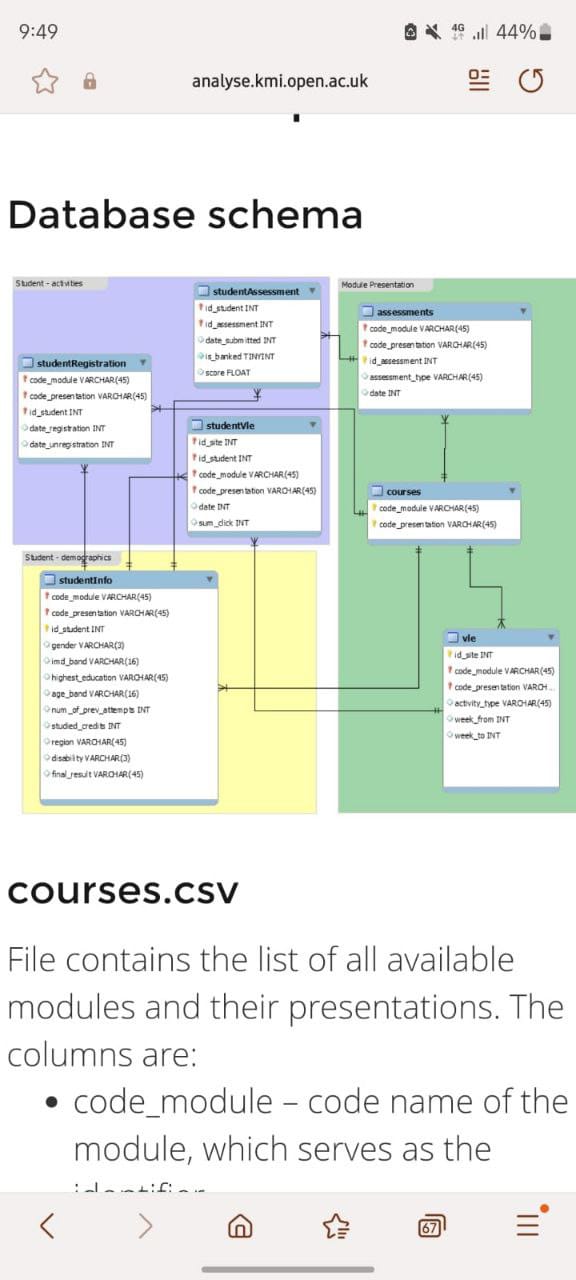 9:49
4G
44%
analyse.kmi.open.ac.uk
Database schema
Student - activities
studentAssessment
id_student INT
id_assessment INT
date_submitted INT
is_banked TINYINT
score FLOAT
studentRegistration
code_module VARCHAR(45)
code_presentation VARCHAR(45)
id_student INT
date_registration INT
date_unregistration INT
studentVle
id_site INT
id_student INT
code_module VARCHAR(45)
code_presentation VARCHAR(45)
date INT
sum_click INT
Module Presentation
assessments
code_module VARCHAR(45)
code_presentation VARCHAR(45)
id_assessment INT
assessment_type VARCHAR(45)
date INT
courses
code_module VARCHAR(45)
code_presentation VARCHAR(45)
Student - demographics
studentInfo
code_module VARCHAR(45)
code_presentation VARCHAR(45)
id_student INT
gender VARCHAR(3)
imd_band VARCHAR(16)
highest_education VARCHAR(45)
age_band VARCHAR(16)
num_of_prev_attempts INT
studied_credits INT
region VARCHAR(45)
disability VARCHAR(3)
final_result VARCHAR(45)
vle
id_site INT
code_module VARCHAR(45)
code_presentation VARCH...
activity_type VARCHAR(45)
week_from INT
week_to INT
courses.csv
File contains the list of all available
modules and their presentations. The
columns are:
• code_module – code name of the
module, which serves as the
67